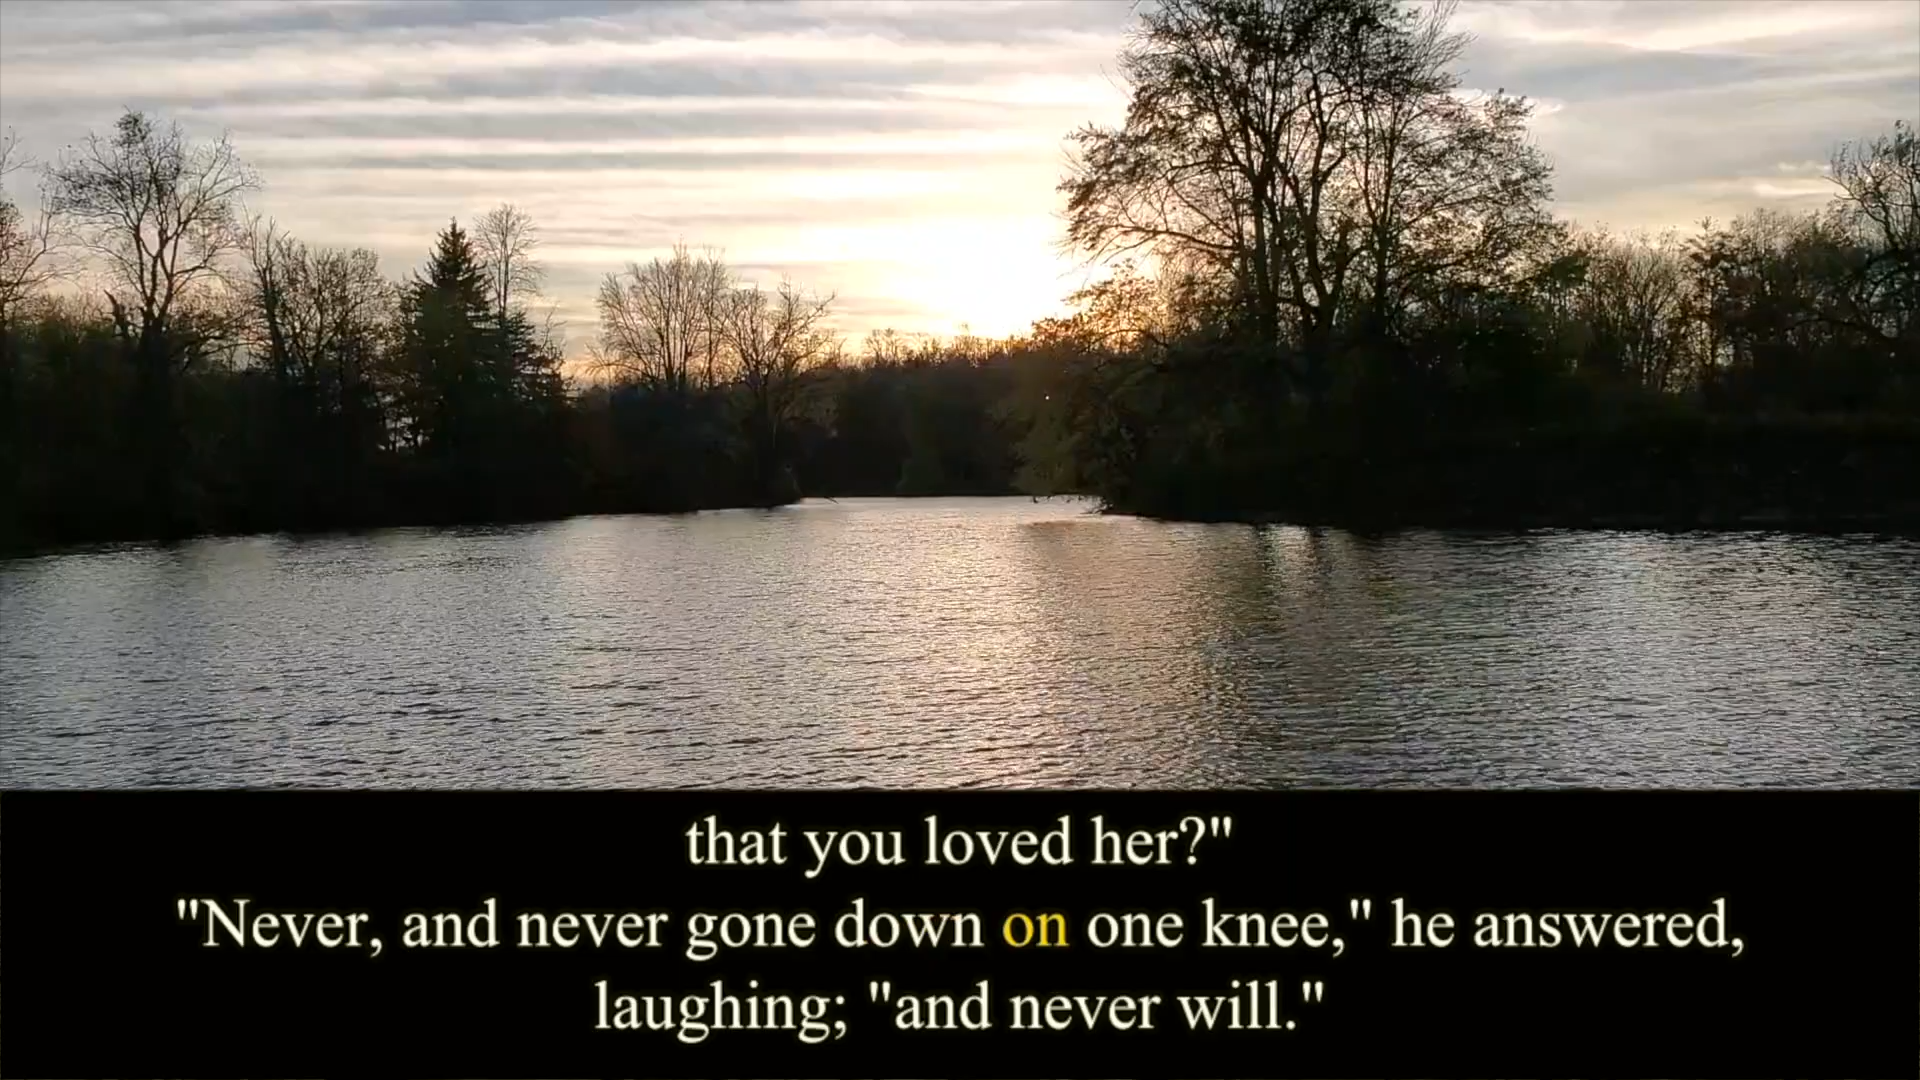 that you loved her?"
"Never, and never gone down on one knee," he answered,
laughing; "and never will."